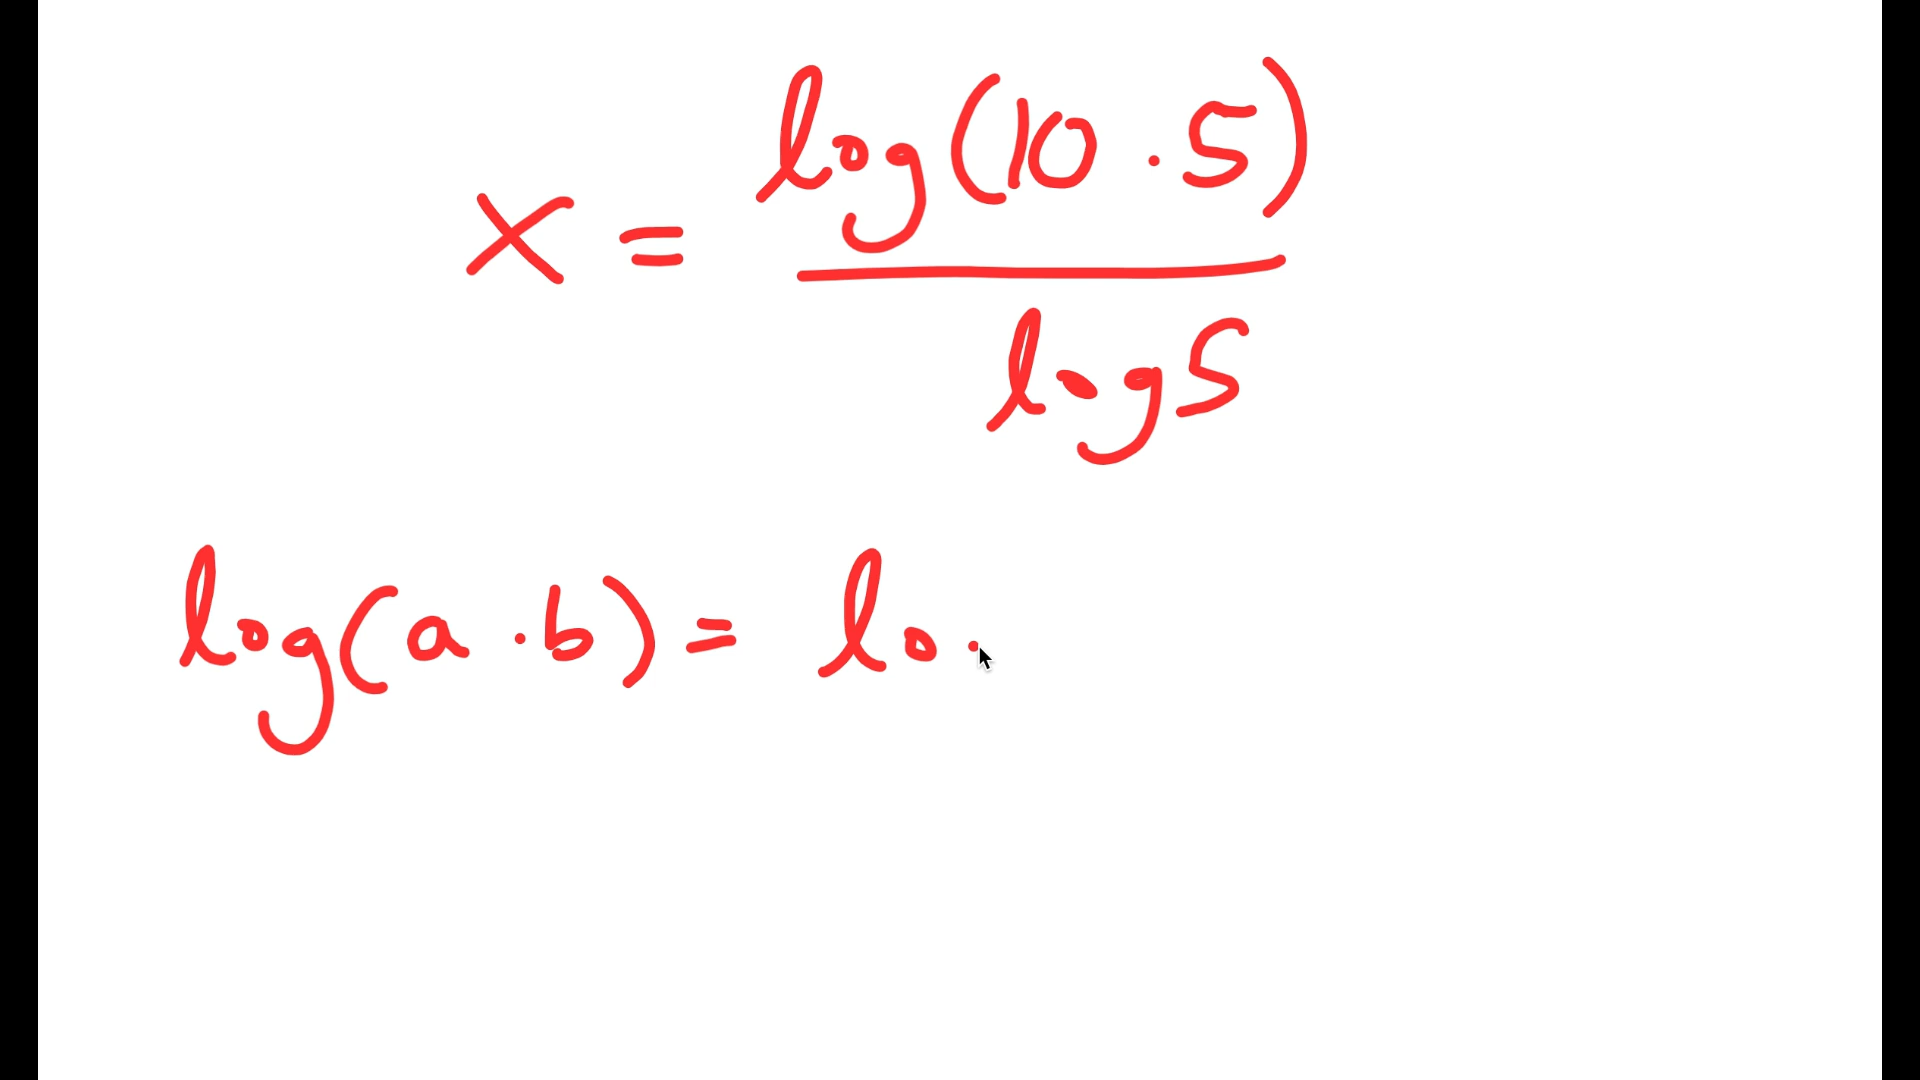 x = log(10 · 5)
log 5
log(a · b) = lo